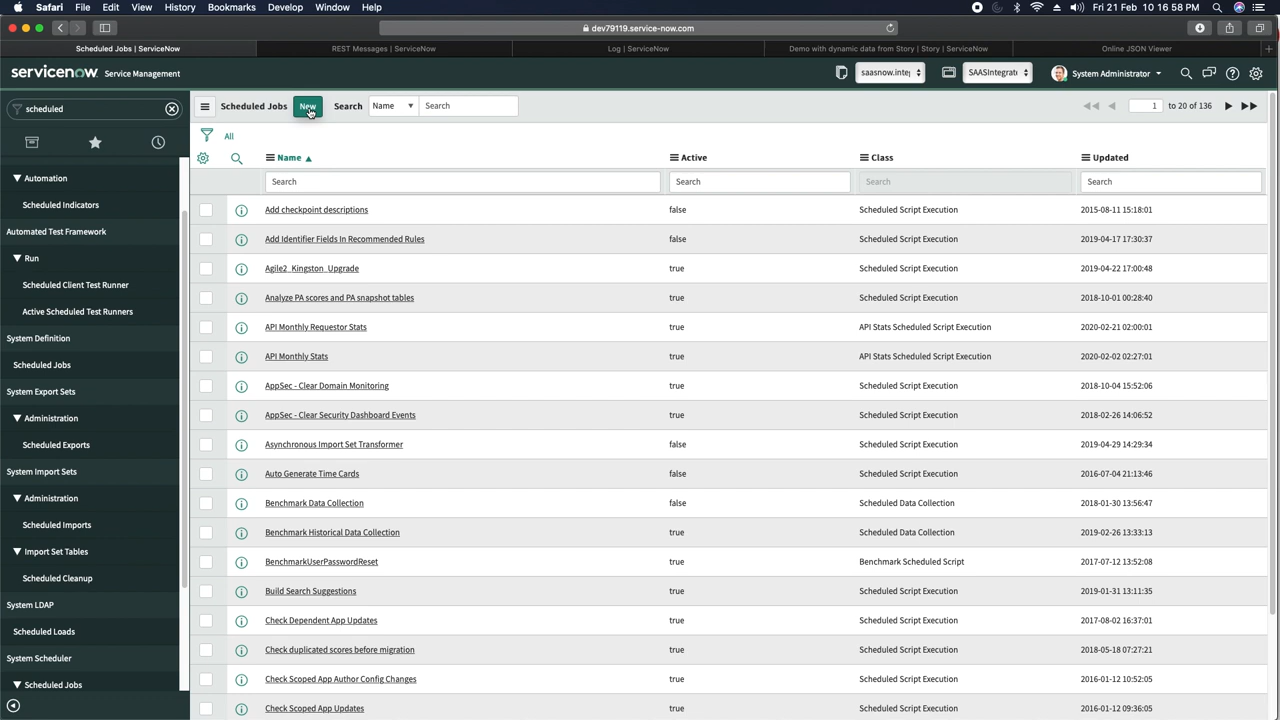 Safari File Edit View History Bookmarks Develop Window Help Fri 21 Feb 10 16 58 PM
dev79119.service-now.com
Scheduled Jobs | ServiceNow REST Messages | ServiceNow Log | ServiceNow Demo with dynamic data from Story | Story | ServiceNow Online JSON Viewer
servicenow Service Management saasnow.integ SAASIntegrate System Administrator
scheduled
Scheduled Jobs New Search Name Search 1 to 20 of 136
All
Name Active Class Updated
Search Search Search Search
Automation
Scheduled Indicators
Automated Test Framework
Run
Scheduled Client Test Runner
Active Scheduled Test Runners
System Definition
Scheduled Jobs
System Export Sets
Administration
Scheduled Exports
System Import Sets
Administration
Scheduled Imports
Import Set Tables
Scheduled Cleanup
System LDAP
Scheduled Loads
System Scheduler
Scheduled Jobs
Add checkpoint descriptions false Scheduled Script Execution 2015-08-11 15:18:01
Add Identifier Fields In Recommended Rules false Scheduled Script Execution 2019-04-17 17:30:37
Agile2_Kingston_Upgrade true Scheduled Script Execution 2019-04-22 17:00:48
Analyze PA scores and PA snapshot tables true Scheduled Script Execution 2018-10-01 00:28:40
API Monthly Requestor Stats true API Stats Scheduled Script Execution 2020-02-21 02:00:01
API Monthly Stats true API Stats Scheduled Script Execution 2020-02-02 02:27:01
AppSec - Clear Domain Monitoring true Scheduled Script Execution 2018-10-04 15:52:06
AppSec - Clear Security Dashboard Events true Scheduled Script Execution 2018-02-26 14:06:52
Asynchronous Import Set Transformer false Scheduled Script Execution 2019-04-29 14:29:34
Auto Generate Time Cards false Scheduled Script Execution 2016-07-04 21:13:46
Benchmark Data Collection false Scheduled Data Collection 2018-01-30 13:56:47
Benchmark Historical Data Collection true Scheduled Data Collection 2019-02-26 13:33:13
BenchmarkUserPasswordReset true Benchmark Scheduled Script 2017-07-12 13:52:08
Build Search Suggestions true Scheduled Script Execution 2019-01-31 13:11:35
Check Dependent App Updates true Scheduled Script Execution 2017-08-02 16:37:01
Check duplicated scores before migration true Scheduled Script Execution 2018-05-18 07:27:21
Check Scoped App Author Config Changes true Scheduled Script Execution 2016-01-12 10:52:05
Check Scoped App Updates true Scheduled Script Execution 2016-01-12 09:36:05